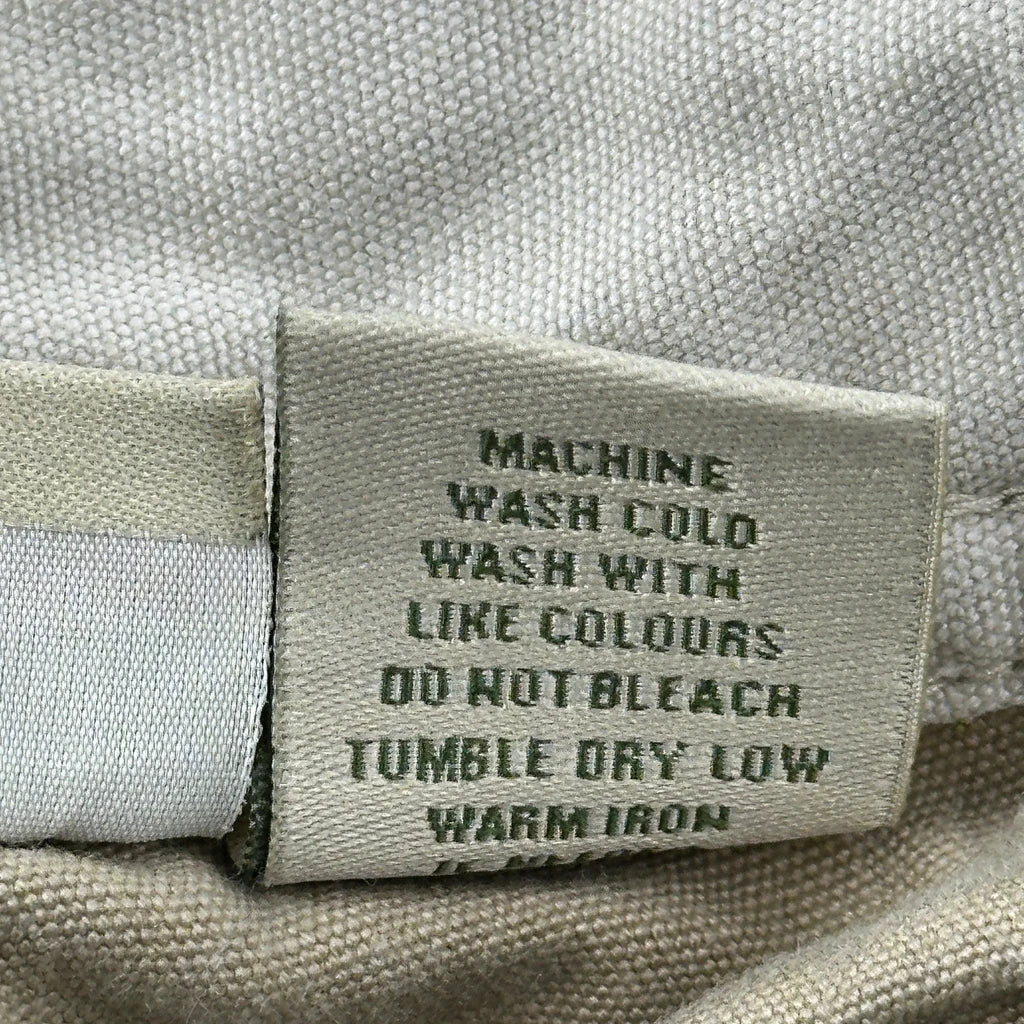 MACHINE
WASH COLD
WASH WITH
LIKE COLOURS
DO NOT BLEACH
TUMBLE DRY LOW
WARM IRON